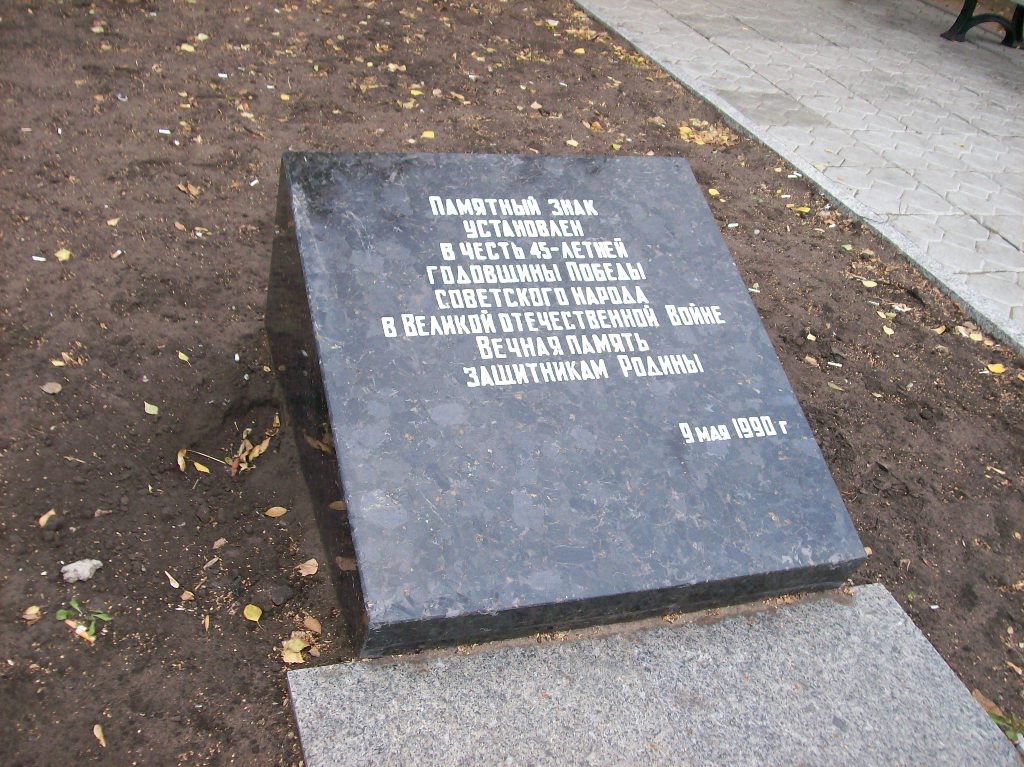 Памятный знак
установлен
в честь 45-летней
годовщины Победы
советского народа
в Великой отечественной Войне
Вечная память
защитникам Родины
9 мая 1990 г